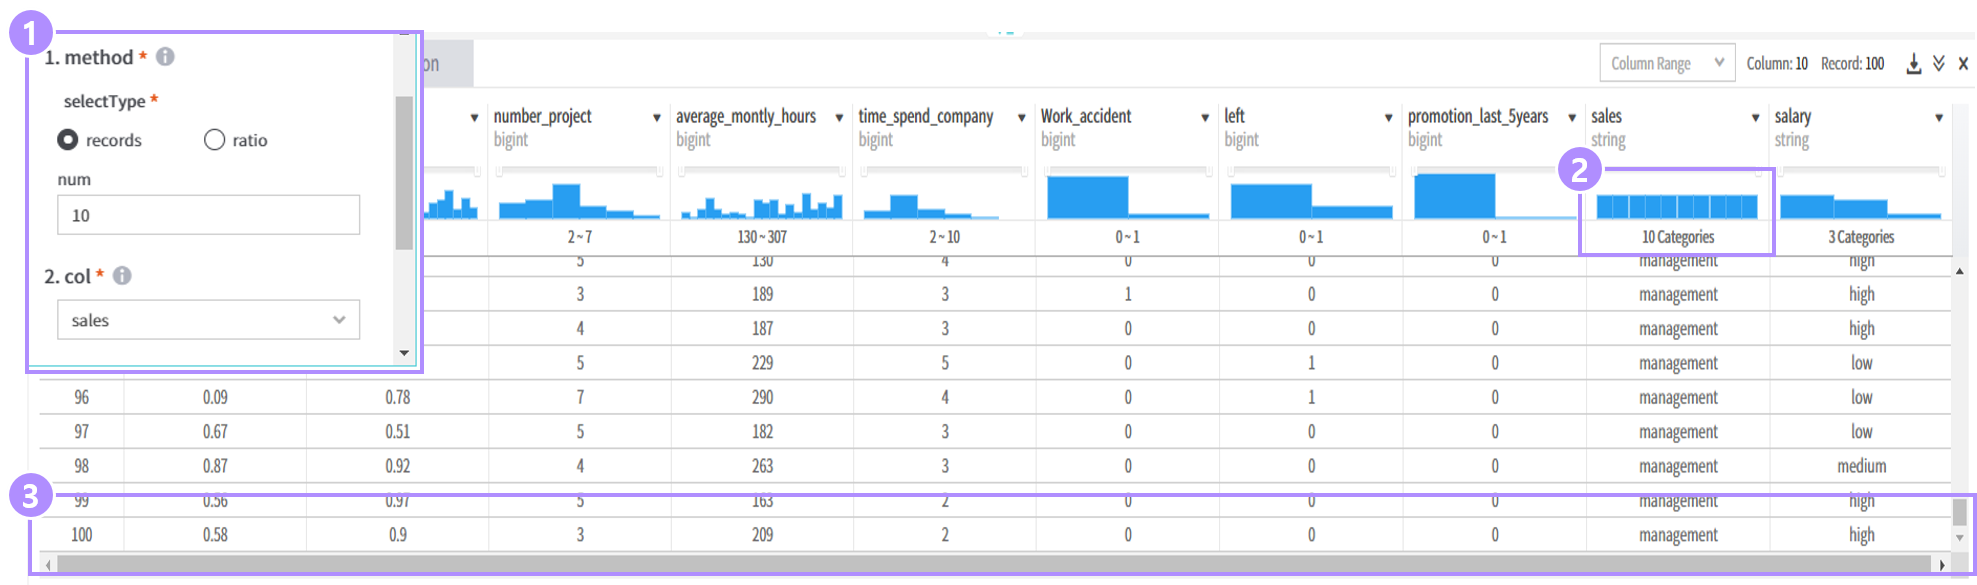 1
1. method *
selectType *
records ratio
num
10
2. col *
sales
on
Column Range Column: 10 Record: 100
number_project average_montly_hours time_spend_company Work_accident left promotion_last_5years sales salary
bigint bigint bigint bigint bigint bigint string string
2
2 ~ 7 130 ~ 307 2 ~ 10 0 ~ 1 0 ~ 1 0 ~ 1 10 Categories 3 Categories
5 130 4 0 0 0 management high
3 189 3 1 0 0 management high
4 187 3 0 0 0 management high
5 229 5 0 1 0 management low
96 0.09 0.78 7 290 4 0 1 0 management low
97 0.67 0.51 5 182 3 0 0 0 management low
98 0.87 0.92 4 263 3 0 0 0 management medium
3
99 0.56 0.97 5 163 2 0 0 0 management high
100 0.58 0.9 3 209 2 0 0 0 management high